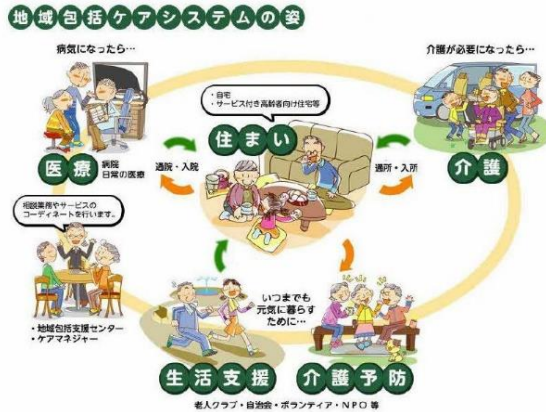 地域包括ケアシステムの姿
病気になったら…
介護が必要になったら…
・自宅
・サービス付き高齢者向け住宅等
住まい
医療
病院
日常の医療
通院・入院
通所・入所
介護
相談業務やサービスの
コーディネートを行います。
・地域包括支援センター
・ケアマネジャー
いつまでも
元気に暮らす
ために…
生活支援
介護予防
老人クラブ・自治会・ボランティア・NPO 等